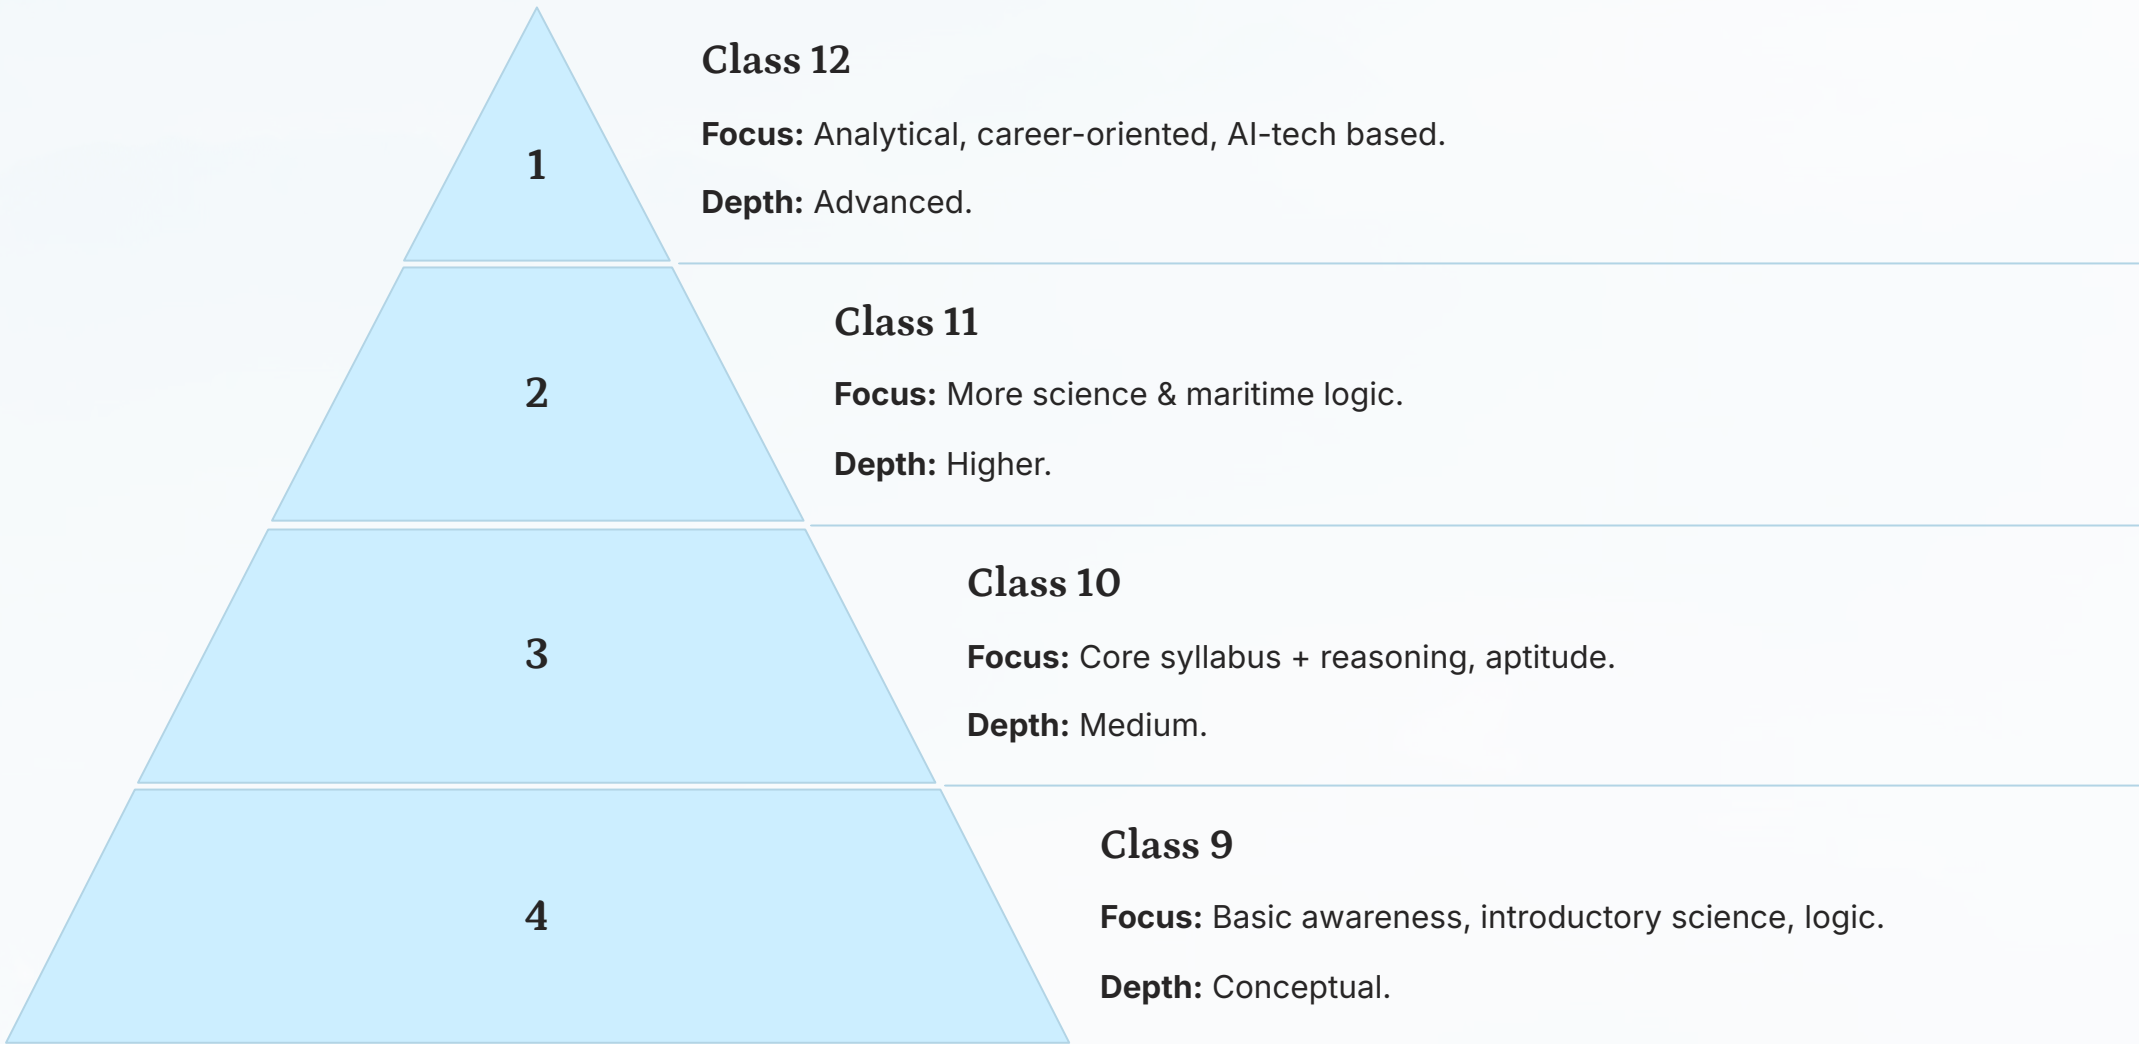 1
Class 12
Focus: Analytical, career-oriented, AI-tech based.
Depth: Advanced.
2
Class 11
Focus: More science & maritime logic.
Depth: Higher.
3
Class 10
Focus: Core syllabus + reasoning, aptitude.
Depth: Medium.
4
Class 9
Focus: Basic awareness, introductory science, logic.
Depth: Conceptual.